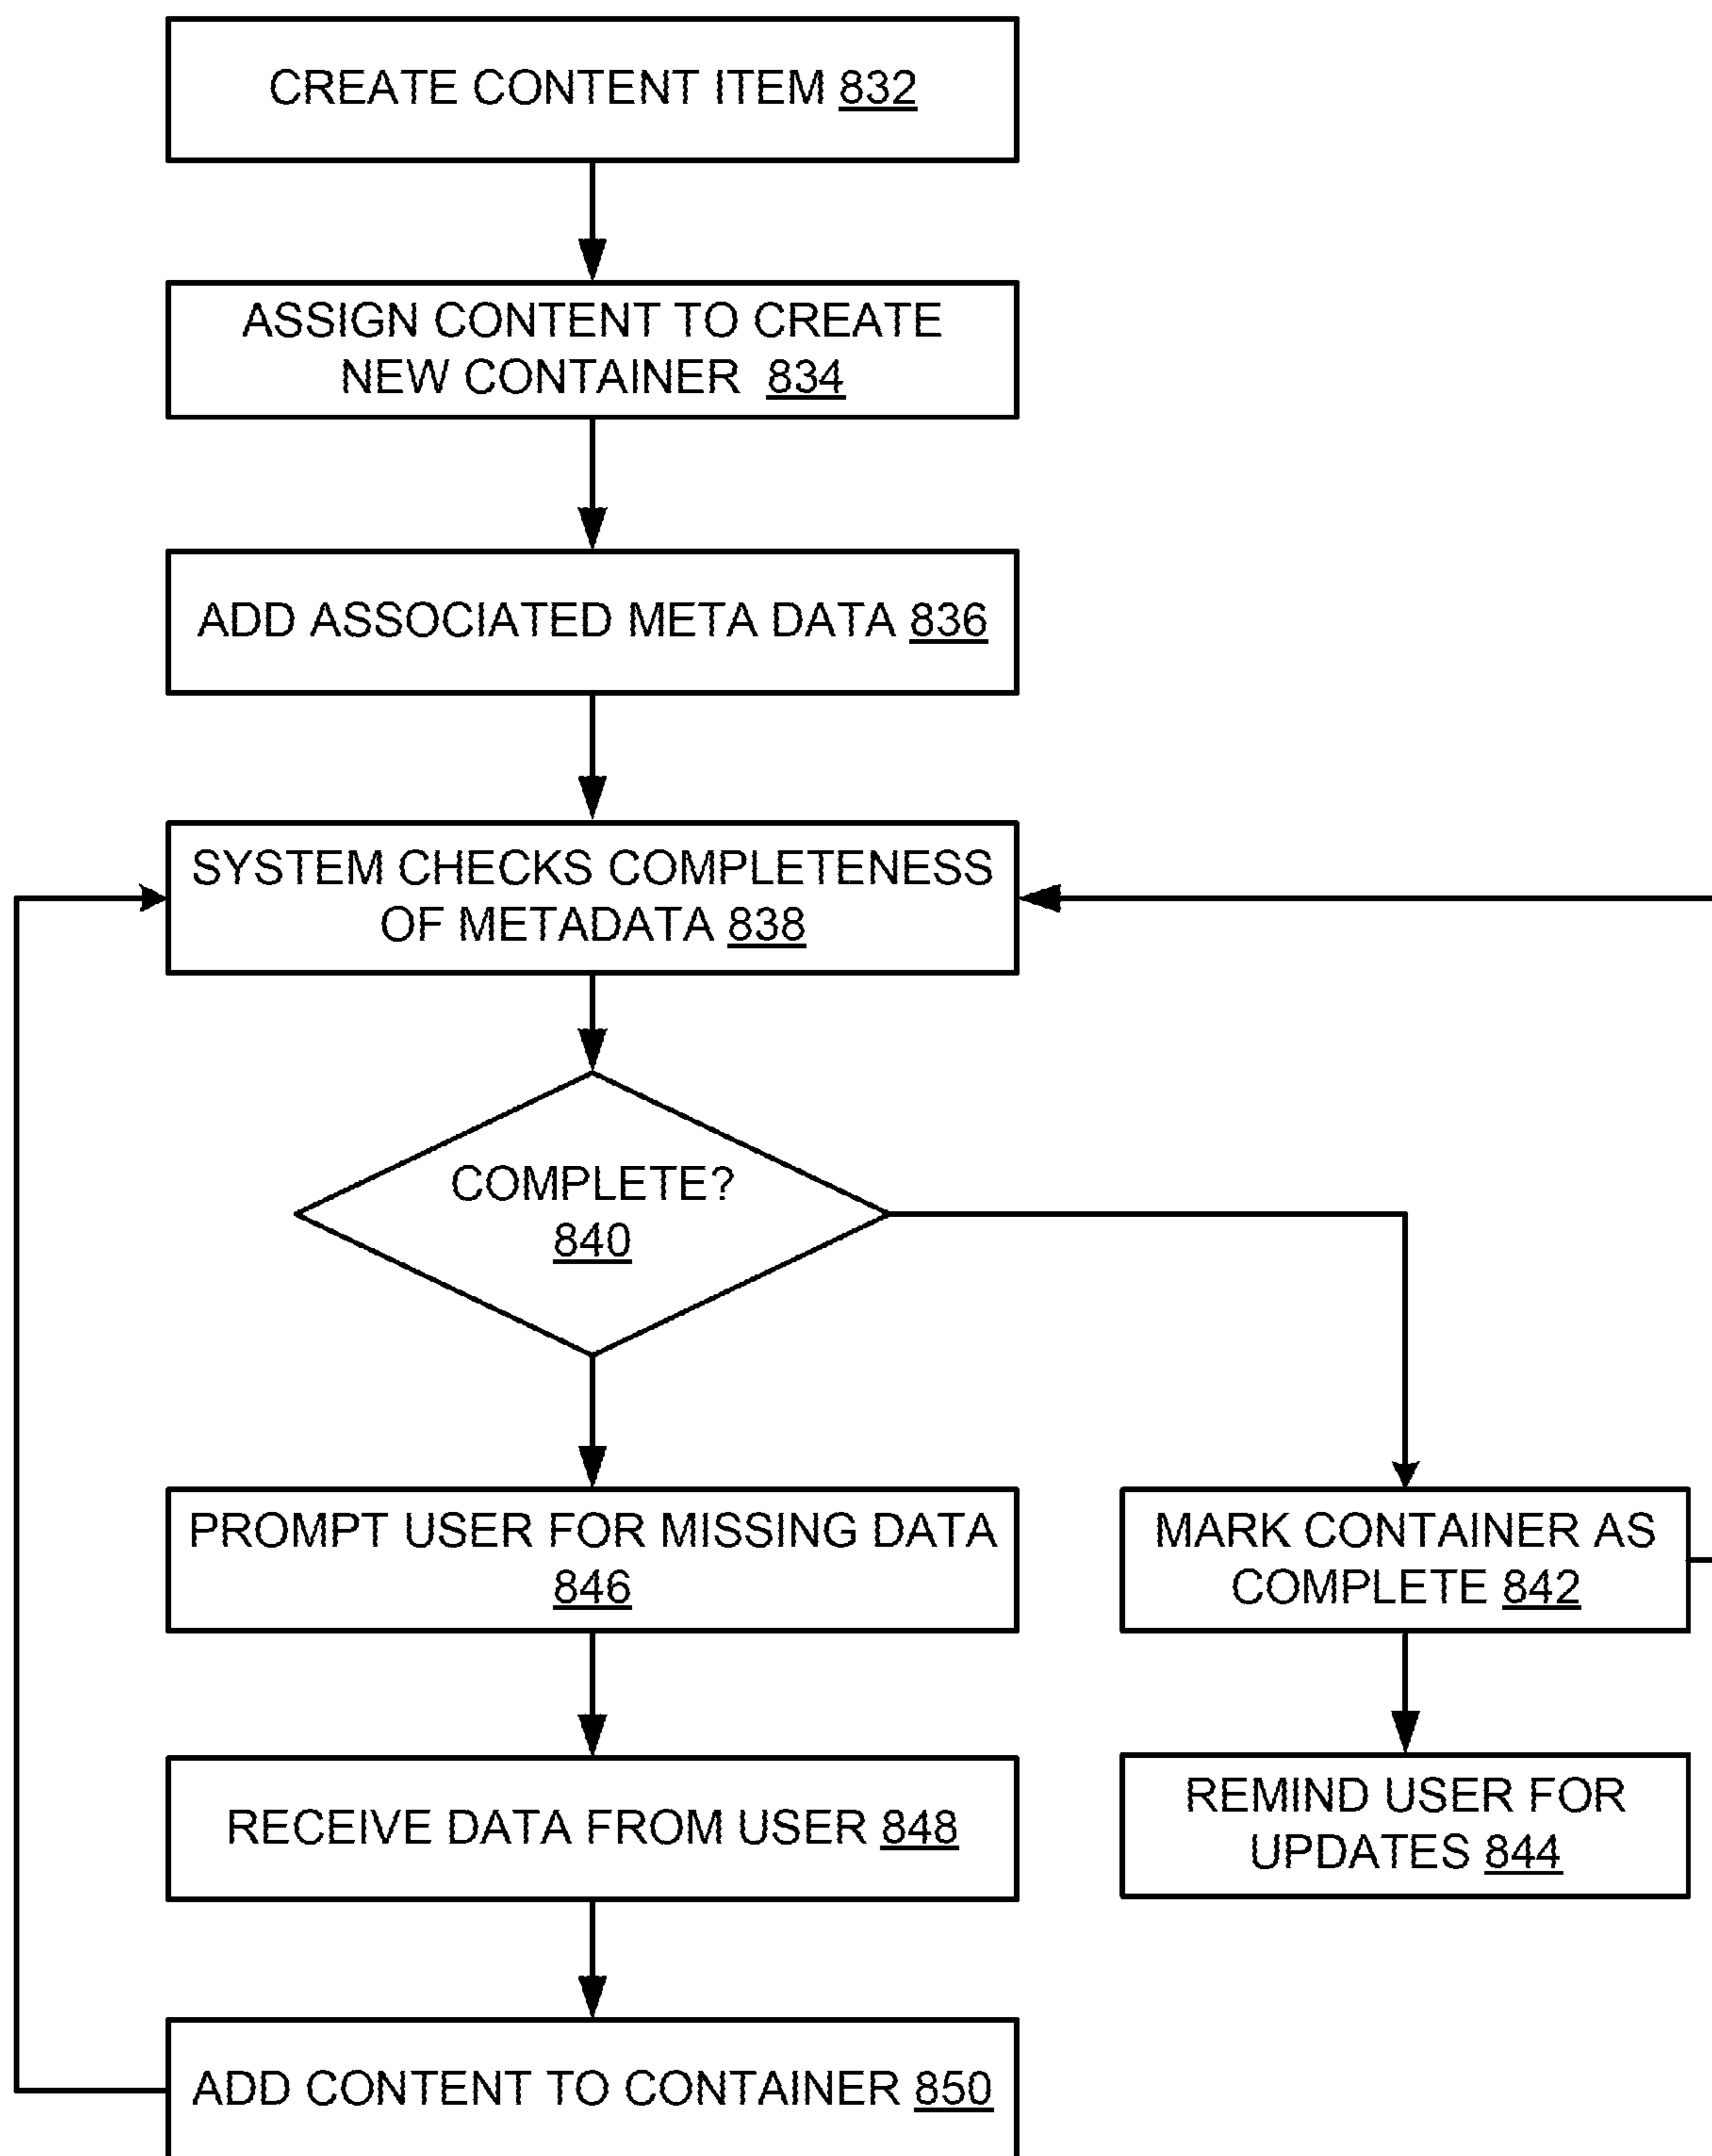 CREATE CONTENT ITEM 832
ASSIGN CONTENT TO CREATE
NEW CONTAINER 834
ADD ASSOCIATED META DATA 836
SYSTEM CHECKS COMPLETENESS
OF METADATA 838
COMPLETE?
840
PROMPT USER FOR MISSING DATA
846
MARK CONTAINER AS
COMPLETE 842
RECEIVE DATA FROM USER 848
REMIND USER FOR
UPDATES 844
ADD CONTENT TO CONTAINER 850